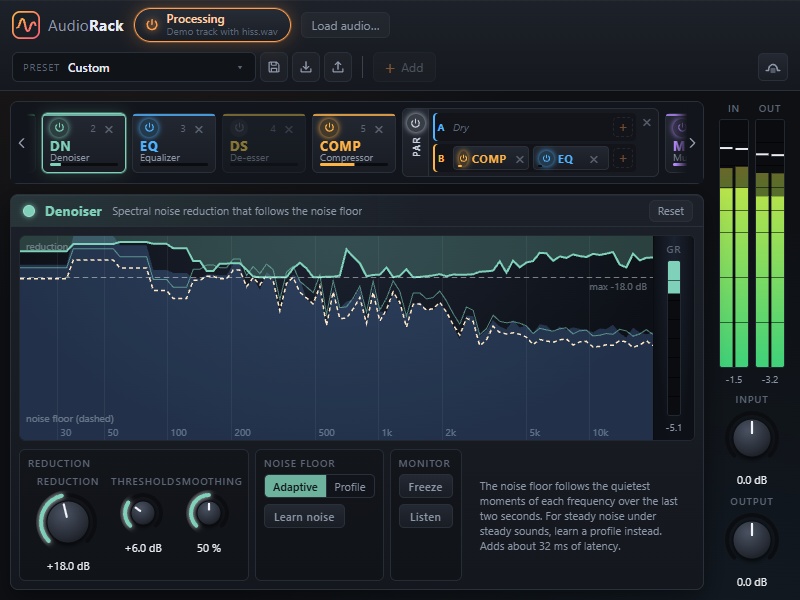 AudioRack
Processing
Demo track with hiss.wav
Load audio...
PRESET Custom
+ Add
IN OUT
DN 2 ×
Denoiser
EQ 3 ×
Equalizer
DS 4 ×
De-esser
COMP 5 ×
Compressor
PAR
A Dry +
B COMP × EQ × +
Denoiser Spectral noise reduction that follows the noise floor
Reset
reduction
GR
max -18.0 dB
noise floor (dashed)
30 50 100 200 500 1k 2k 5k 10k
-5.1
-1.5 -3.2
INPUT
0.0 dB
OUTPUT
0.0 dB
REDUCTION
REDUCTION THRESHOLD SMOOTHING
+18.0 dB
+6.0 dB
50 %
NOISE FLOOR
Adaptive Profile
Learn noise
MONITOR
Freeze
Listen
The noise floor follows the quietest
moments of each frequency over the last
two seconds. For steady noise under
steady sounds, learn a profile instead.
Adds about 32 ms of latency.